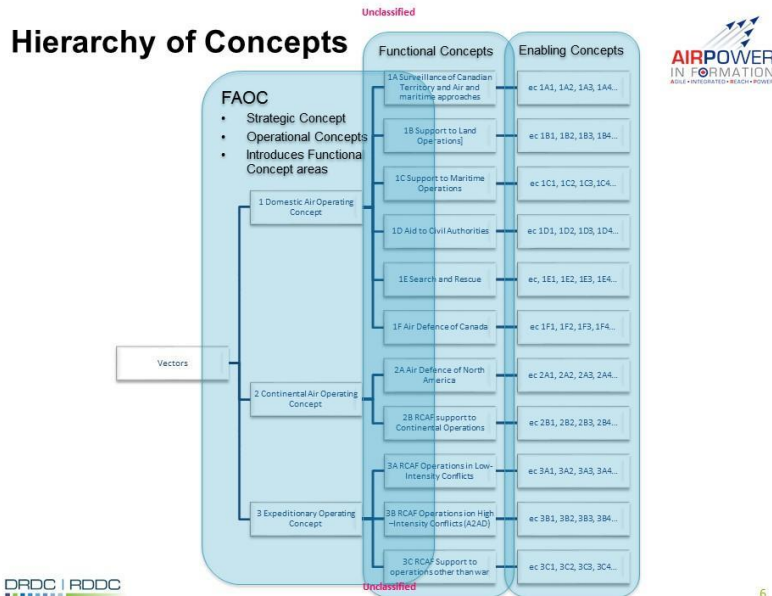 Unclassified
Hierarchy of Concepts
Functional Concepts
Enabling Concepts
AIRPOWER
IN FORMATION
AGILE • INTEGRATED • REACH • POWER
FAOC
• Strategic Concept
• Operational Concepts
• Introduces Functional
Concept areas
Vectors
1 Domestic Air Operating
Concept
1A Surveillance of Canadian
Territory and Air and
maritime approaches
ec 1A1, 1A2, 1A3, 1A4...
1B Support to Land
Operations]
ec 1B1, 1B2, 1B3, 1B4...
1C Support to Maritime
Operations
ec 1C1, 1C2, 1C3,1C4...
1D Aid to Civil Authorities
ec 1D1, 1D2, 1D3, 1D4...
1E Search and Rescue
ec, 1E1, 1E2, 1E3, 1E4...
1F Air Defence of Canada
ec 1F1, 1F2, 1F3, 1F4...
2 Continental Air Operating
Concept
2A Air Defence of North
America
ec 2A1, 2A2, 2A3, 2A4...
2B RCAF support to
Continental Operations
ec 2B1, 2B2, 2B3, 2B4...
3 Expeditionary Operating
Concept
3A RCAF Operations in Low-
Intensity Conflicts
ec 3A1, 3A2, 3A3, 3A4...
3B RCAF Operations ion High
–Intensity Conflicts (A2AD)
ec 3B1, 3B2, 3B3, 3B4...
3C RCAF Support to
operations other than war
ec 3C1, 3C2, 3C3, 3C4...
DRDC | RDDC
Unclassified
6